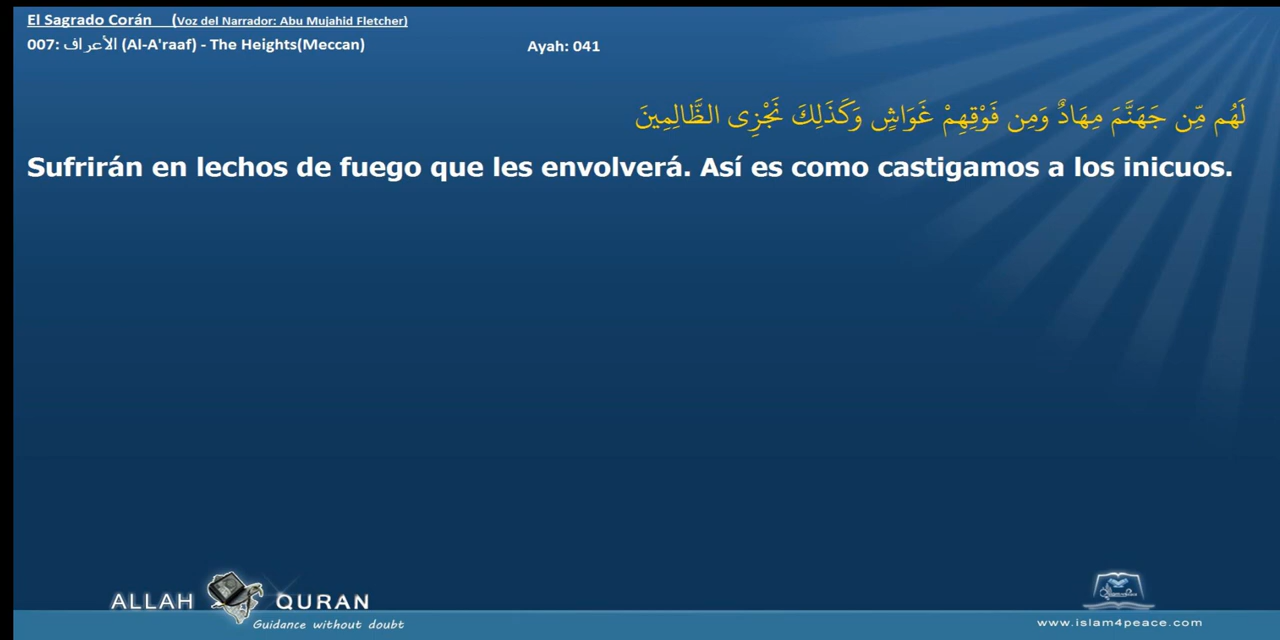 El Sagrado Corán (Voz del Narrador: Abu Mujahid Fletcher)
007: الأعراف (Al-A'raaf) - The Heights(Meccan) Ayah: 041
لَهُم مِّن جَهَنَّمَ مِهَادٌ وَمِن فَوْقِهِمْ غَوَاشٍ وَكَذَلِكَ نَجْزِى الظَّالِمِينَ
Sufrirán en lechos de fuego que les envolverá. Así es como castigamos a los inicuos.
ALLAH QURAN
Guidance without doubt
www.islam4peace.com